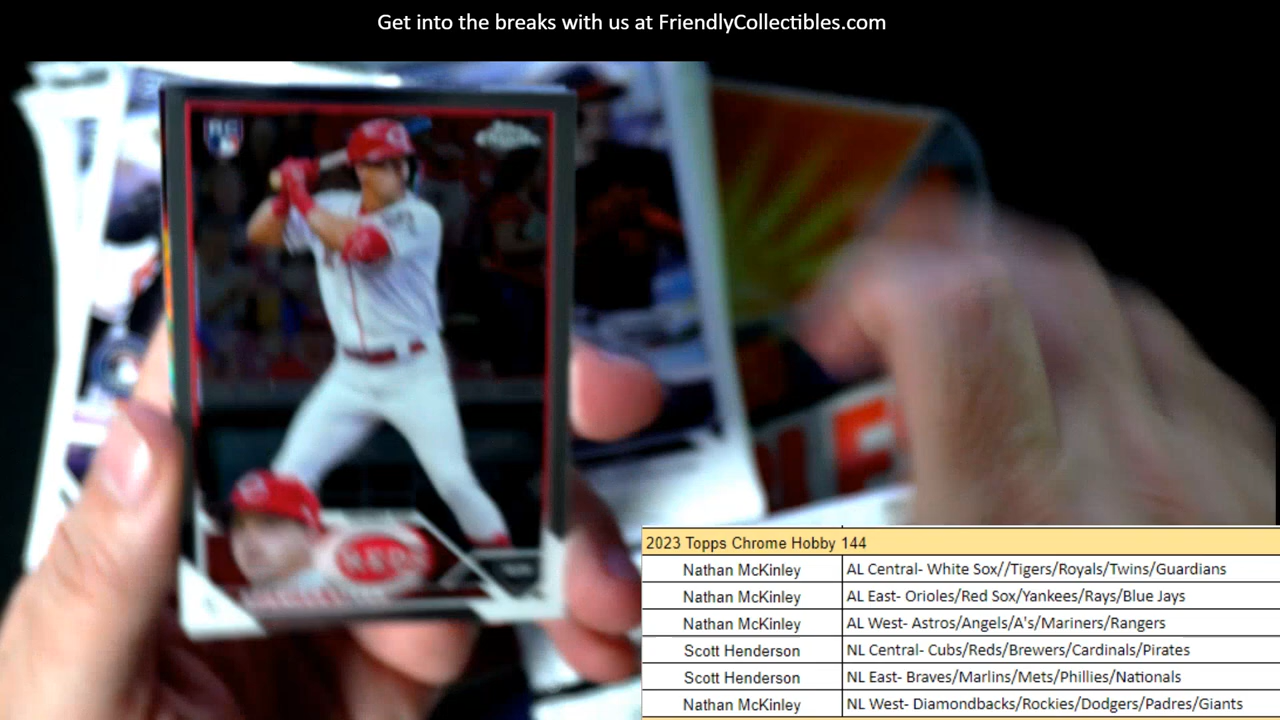 Get into the breaks with us at FriendlyCollectibles.com
RC
REDS
2023 Topps Chrome Hobby 144
Nathan McKinley AL Central- White Sox//Tigers/Royals/Twins/Guardians
Nathan McKinley AL East- Orioles/Red Sox/Yankees/Rays/Blue Jays
Nathan McKinley AL West- Astros/Angels/A's/Mariners/Rangers
Scott Henderson NL Central- Cubs/Reds/Brewers/Cardinals/Pirates
Scott Henderson NL East- Braves/Marlins/Mets/Phillies/Nationals
Nathan McKinley NL West- Diamondbacks/Rockies/Dodgers/Padres/Giants